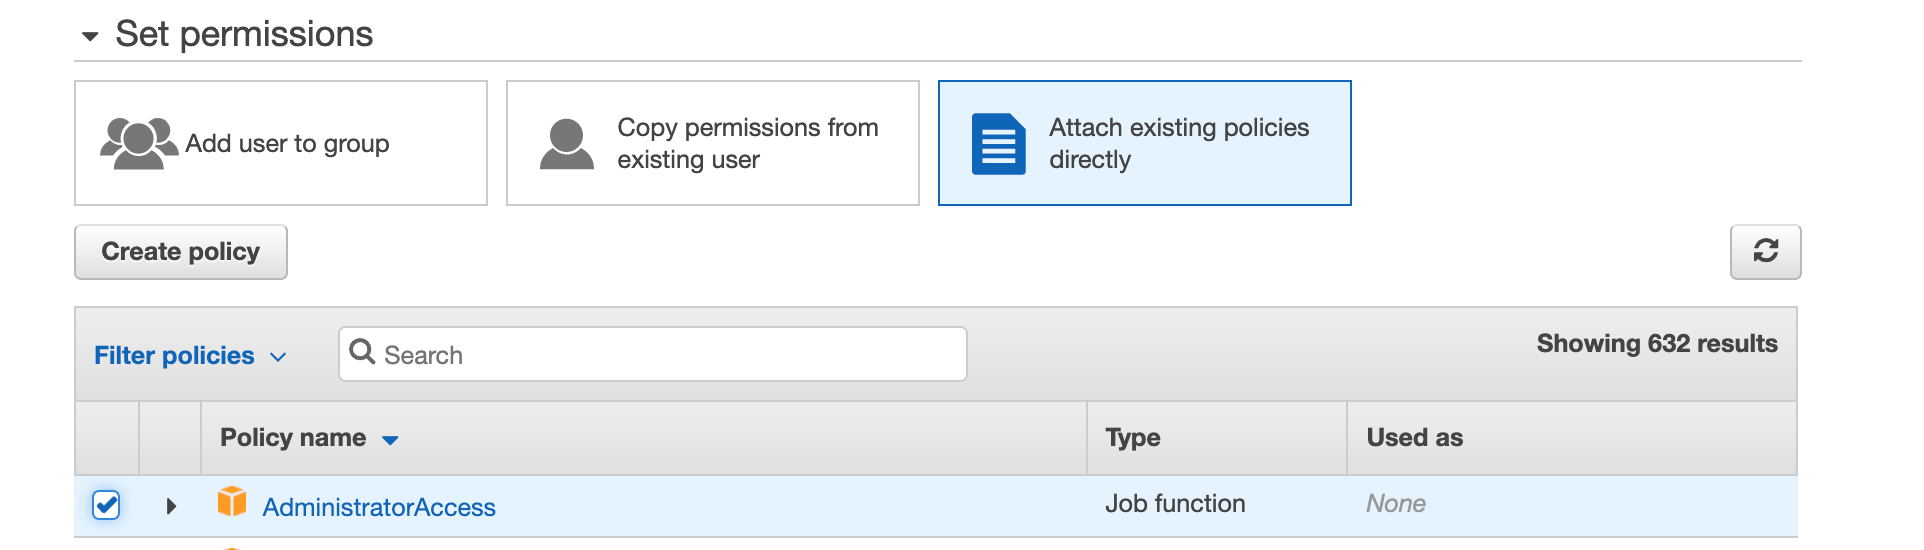 Set permissions
Add user to group
Copy permissions from
existing user
Attach existing policies
directly
Create policy
Filter policies
Search
Showing 632 results
Policy name
Type
Used as
AdministratorAccess
Job function
None